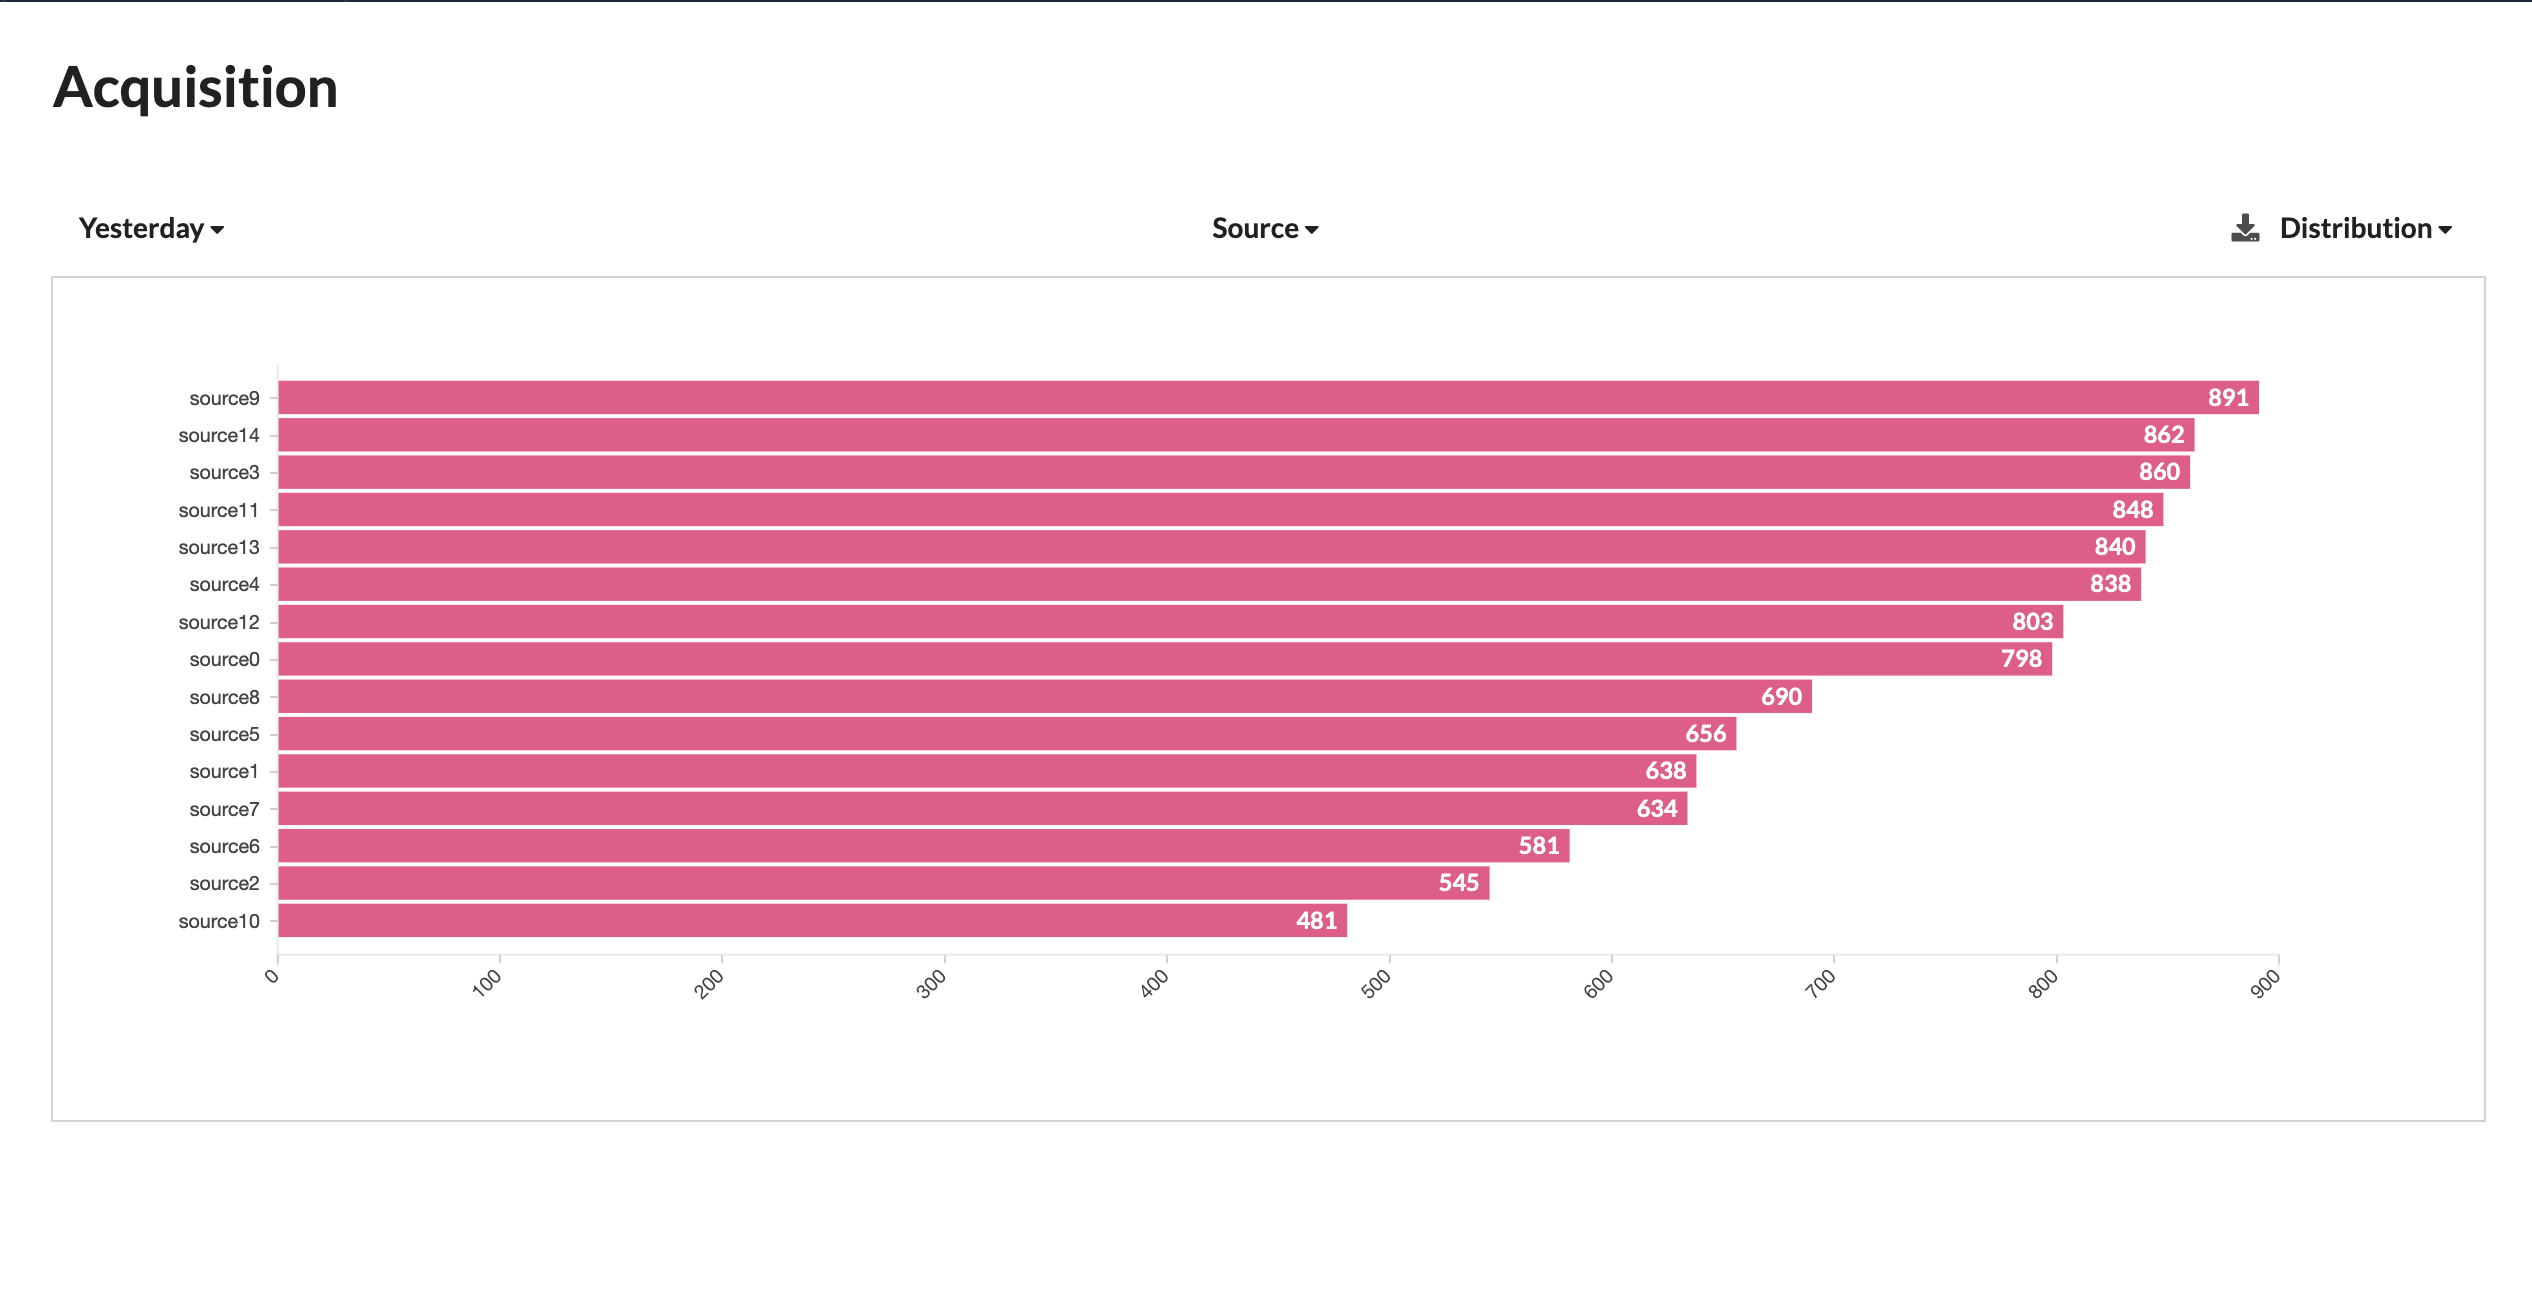 Acquisition
Yesterday Source Distribution
source9 891
source14 862
source3 860
source11 848
source13 840
source4 838
source12 803
source0 798
source8 690
source5 656
source1 638
source7 634
source6 581
source2 545
source10 481
0 100 200 300 400 500 600 700 800 900